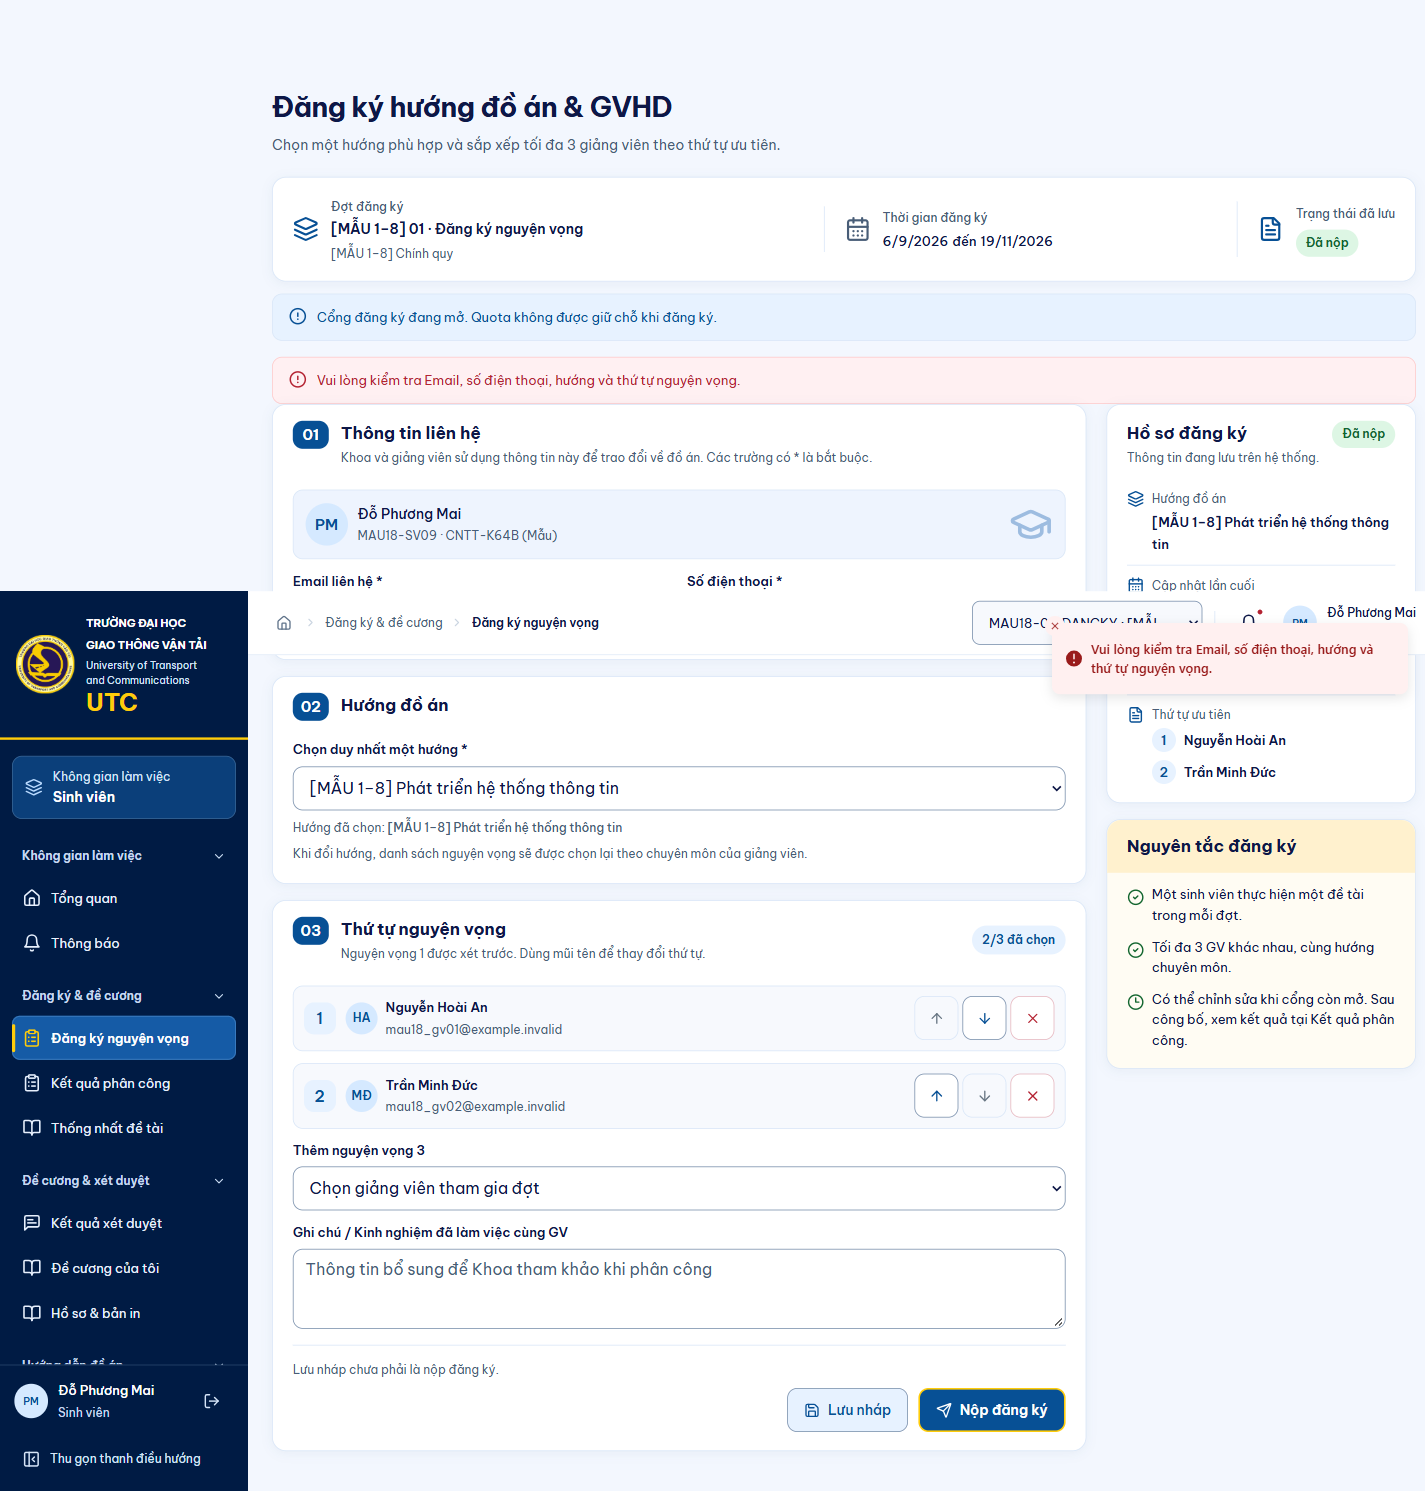 Đăng ký hướng đồ án & GVHD
Chọn một hướng phù hợp và sắp xếp tối đa 3 giảng viên theo thứ tự ưu tiên.
Đợt đăng ký
[MẪU 1-8] 01 · Đăng ký nguyện vọng
[MẪU 1-8] Chính quy
Thời gian đăng ký
6/9/2026 đến 19/11/2026
Trạng thái đã lưu
Đã nộp
Cổng đăng ký đang mở. Quota không được giữ chỗ khi đăng ký.
Vui lòng kiểm tra Email, số điện thoại, hướng và thứ tự nguyện vọng.
01
Thông tin liên hệ
Khoa và giảng viên sử dụng thông tin này để trao đổi về đồ án. Các trường có * là bắt buộc.
PM
Đỗ Phương Mai
MAU18-SV09 · CNTT-K64B (Mẫu)
Email liên hệ *
Số điện thoại *
Hồ sơ đăng ký
Đã nộp
Thông tin đang lưu trên hệ thống.
Hướng đồ án
[MẪU 1-8] Phát triển hệ thống thông
tin
Cập nhật lần cuối
TRƯỜNG ĐẠI HỌC
GIAO THÔNG VẬN TẢI
University of Transport
and Communications
UTC
Đăng ký & đề cương
Đăng ký nguyện vọng
PM
Đỗ Phương Mai
Vui lòng kiểm tra Email, số điện thoại, hướng và
thứ tự nguyện vọng.
02
Hướng đồ án
Chọn duy nhất một hướng *
[MẪU 1-8] Phát triển hệ thống thông tin
Hướng đã chọn: [MẪU 1-8] Phát triển hệ thống thông tin
Khi đổi hướng, danh sách nguyện vọng sẽ được chọn lại theo chuyên môn của giảng viên.
Thứ tự ưu tiên
1 Nguyễn Hoài An
2 Trần Minh Đức
Nguyên tắc đăng ký
Một sinh viên thực hiện một đề tài
trong mỗi đợt.
Tối đa 3 GV khác nhau, cùng hướng
chuyên môn.
Có thể chỉnh sửa khi cổng còn mở. Sau
công bố, xem kết quả tại Kết quả phân
công.
03
Thứ tự nguyện vọng
Nguyện vọng 1 được xét trước. Dùng mũi tên để thay đổi thứ tự.
2/3 đã chọn
1
HA
Nguyễn Hoài An
mau18_gv01@example.invalid
2
MĐ
Trần Minh Đức
mau18_gv02@example.invalid
Thêm nguyện vọng 3
Chọn giảng viên tham gia đợt
Ghi chú / Kinh nghiệm đã làm việc cùng GV
Thông tin bổ sung để Khoa tham khảo khi phân công
Lưu nháp chưa phải là nộp đăng ký.
Lưu nháp
Nộp đăng ký
Không gian làm việc
Sinh viên
Không gian làm việc
Tổng quan
Thông báo
Đăng ký & đề cương
Đăng ký nguyện vọng
Kết quả phân công
Thống nhất đề tài
Đề cương & xét duyệt
Kết quả xét duyệt
Đề cương của tôi
Hồ sơ & bản in
Hướng dẫn đồ án
PM
Đỗ Phương Mai
Sinh viên
Thu gọn thanh điều hướng